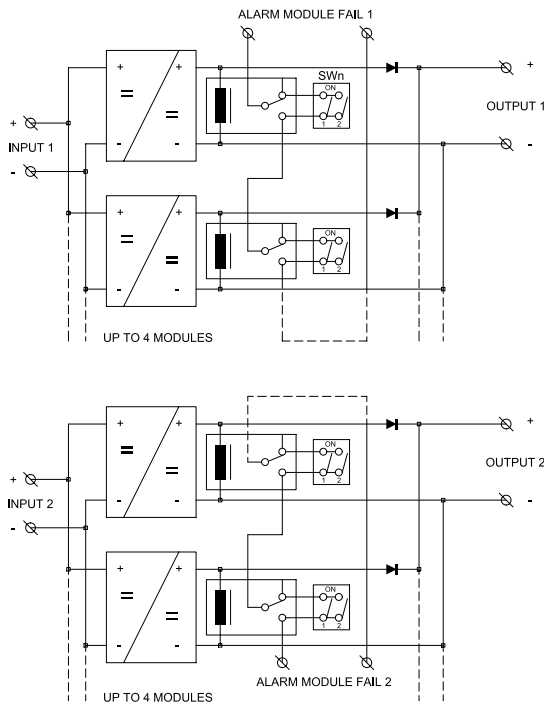 ALARM MODULE FAIL 1
+ + SWn +
ON
+ OUTPUT 1
INPUT 1 1 2
- - - -
+ +
ON
1 2
- -
UP TO 4 MODULES
+ + +
ON
+ OUTPUT 2
INPUT 2 1 2
- - - -
+ +
ON
1 2
- -
ALARM MODULE FAIL 2
UP TO 4 MODULES